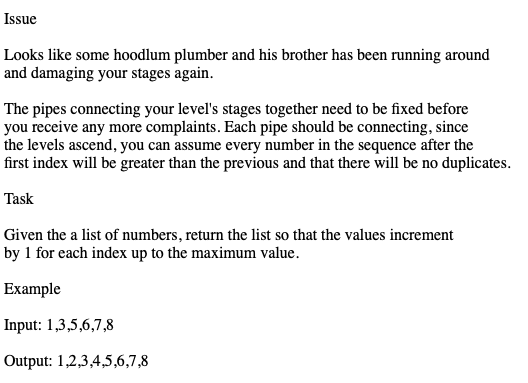 Issue
Looks like some hoodlum plumber and his brother has been running around
and damaging your stages again.
The pipes connecting your level's stages together need to be fixed before
you receive any more complaints. Each pipe should be connecting, since
the levels ascend, you can assume every number in the sequence after the
first index will be greater than the previous and that there will be no duplicates.
Task
Given the a list of numbers, return the list so that the values increment
by 1 for each index up to the maximum value.
Example
Input: 1,3,5,6,7,8
Output: 1,2,3,4,5,6,7,8